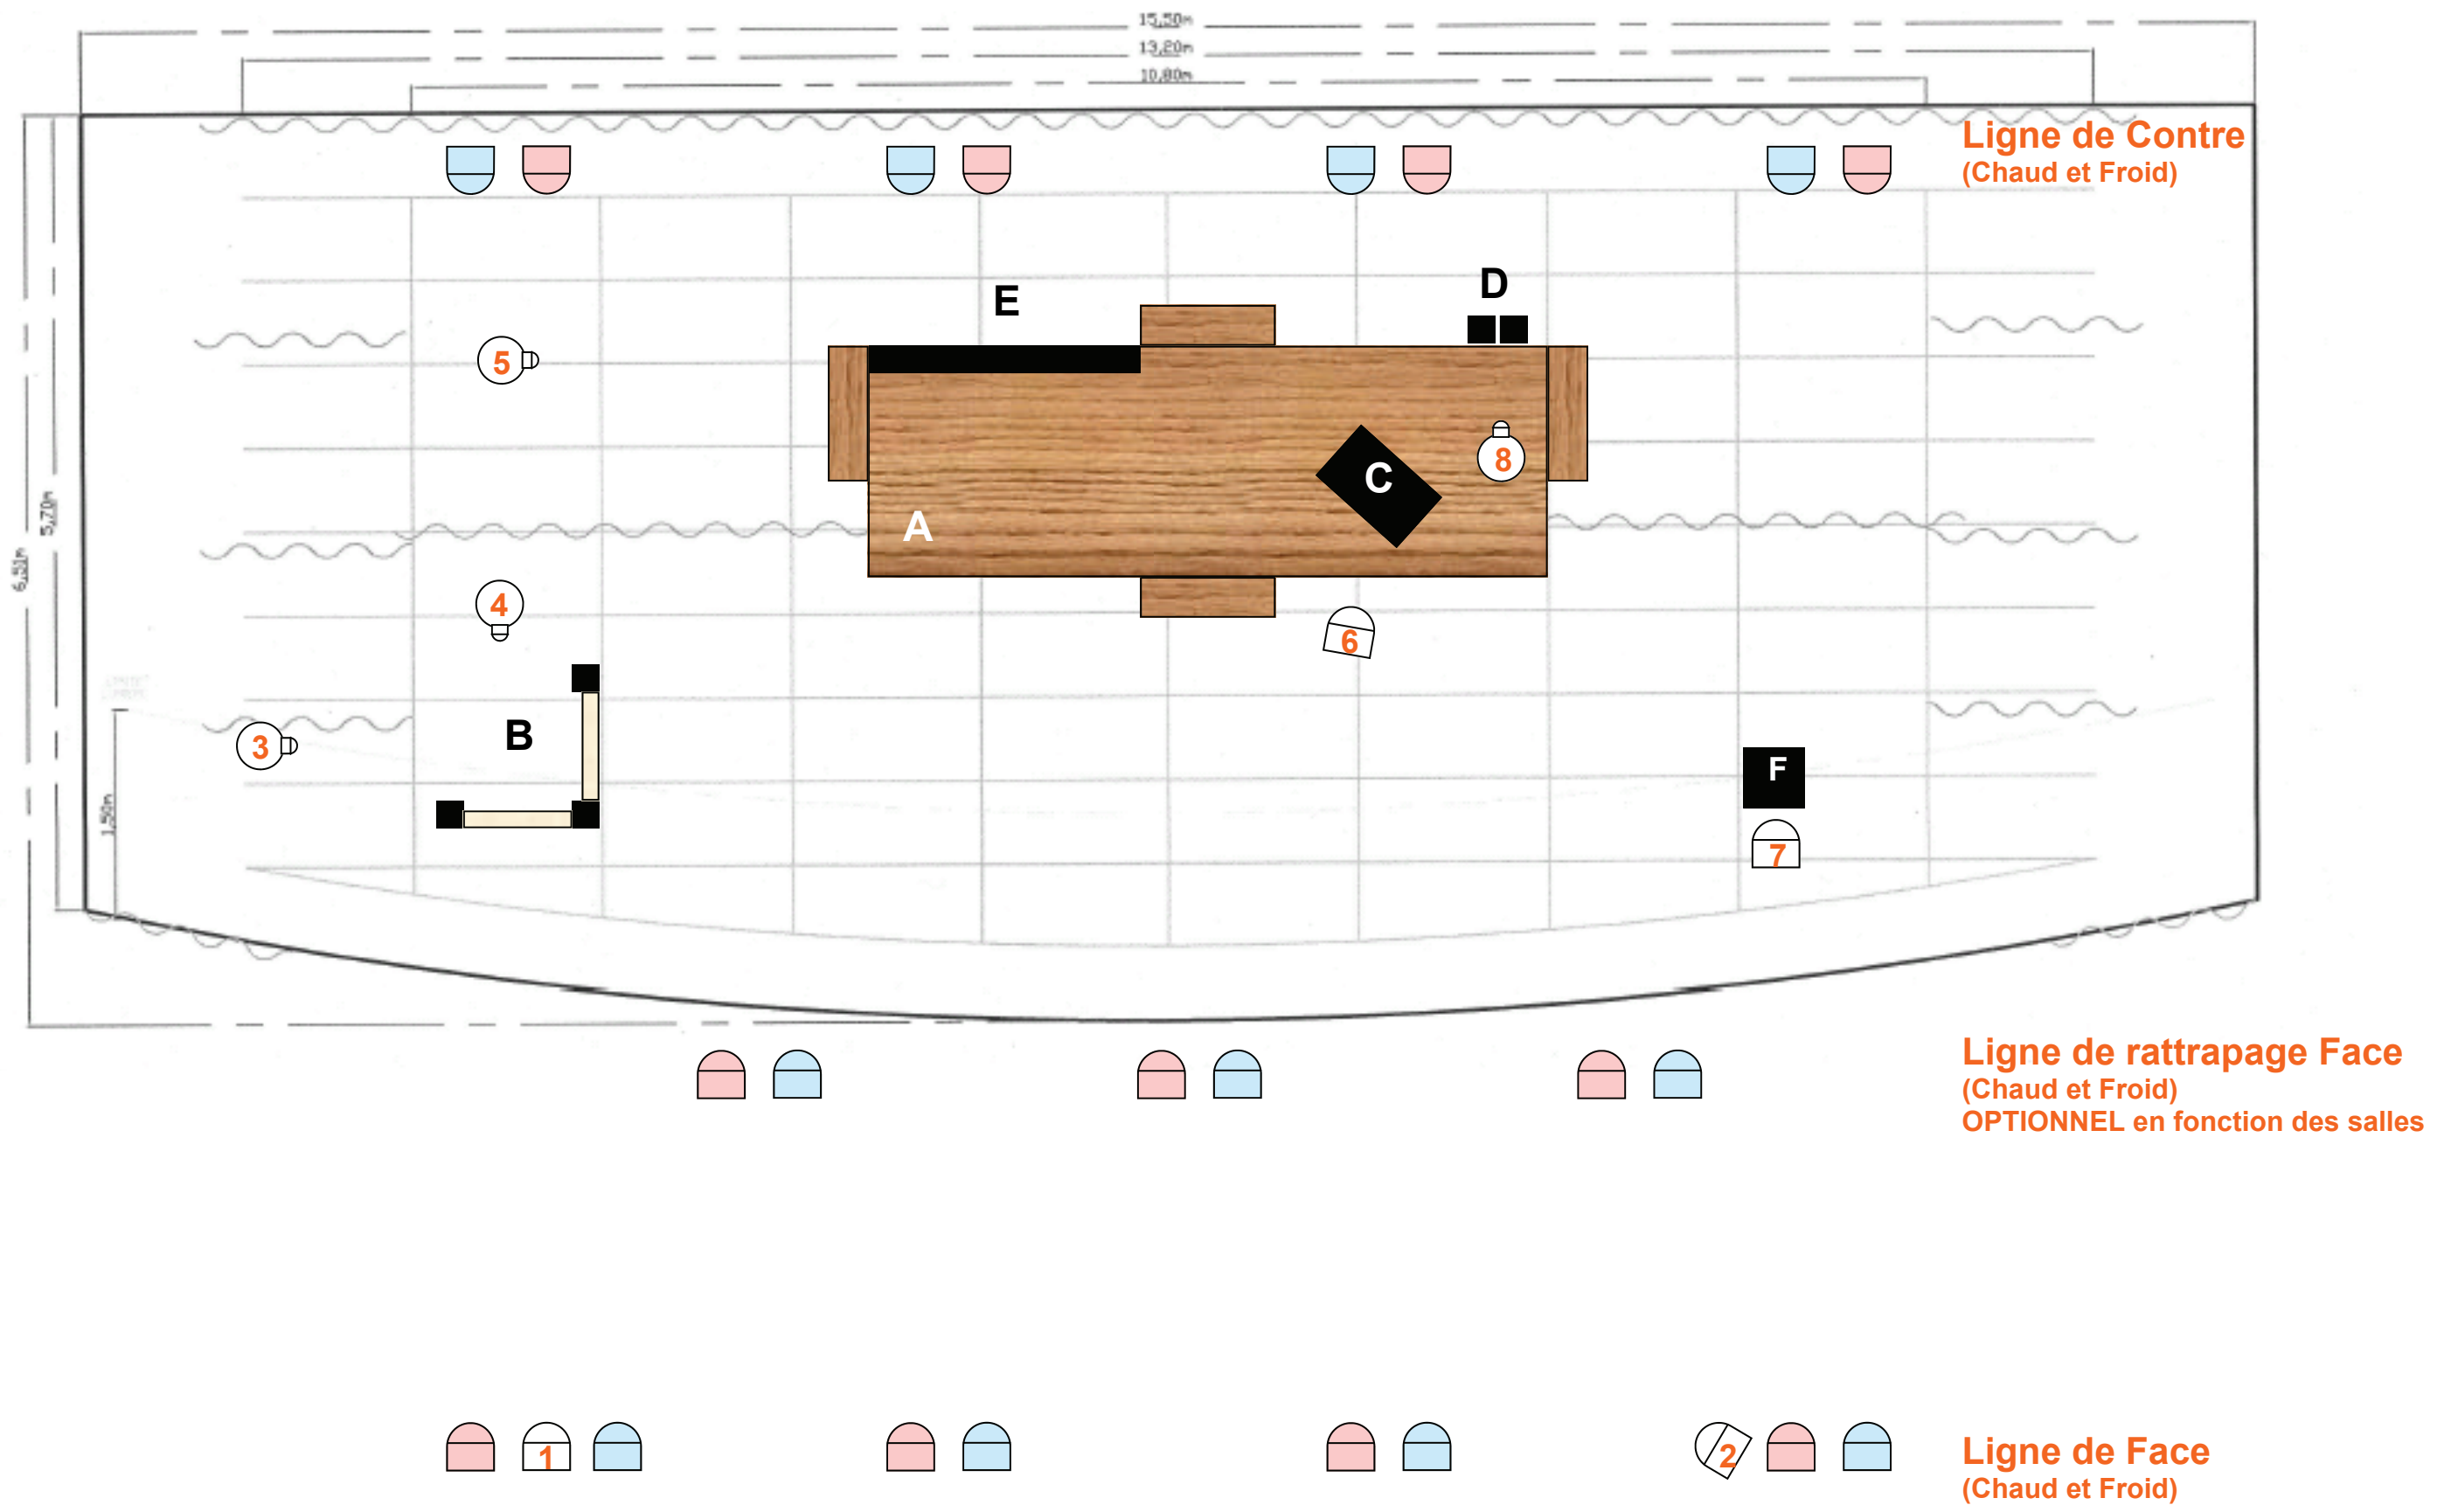 15,50m
13,20m
10,80m
Ligne de Contre
(Chaud et Froid)
E
D
5
8
C
A
5,70m
6,51m
4
6
B
3
F
1,50m
7
Ligne de rattrapage Face
(Chaud et Froid)
OPTIONNEL en fonction des salles
1
2
Ligne de Face
(Chaud et Froid)